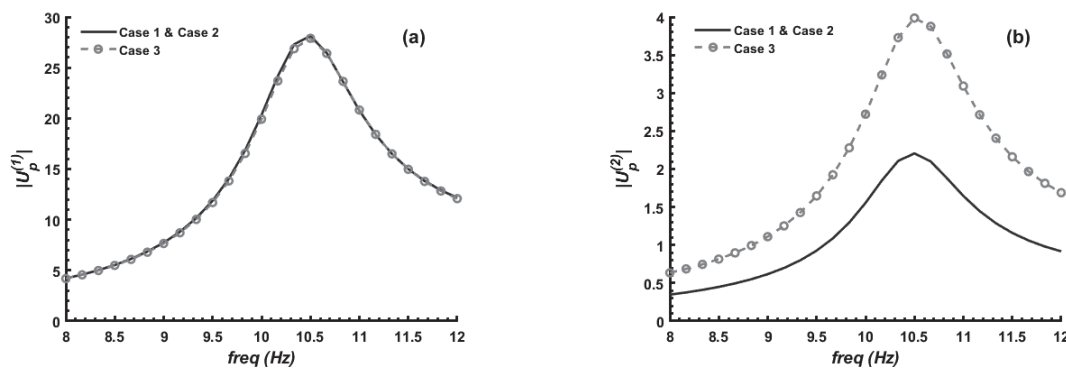 30
25
20
15
10
5
0
|U_p^(1)|
Case 1 & Case 2
Case 3
(a)
8 8.5 9 9.5 10 10.5 11 11.5 12
freq (Hz)
4
3.5
3
2.5
2
1.5
1
0.5
0
|U_p^(2)|
Case 1 & Case 2
Case 3
(b)
8 8.5 9 9.5 10 10.5 11 11.5 12
freq (Hz)